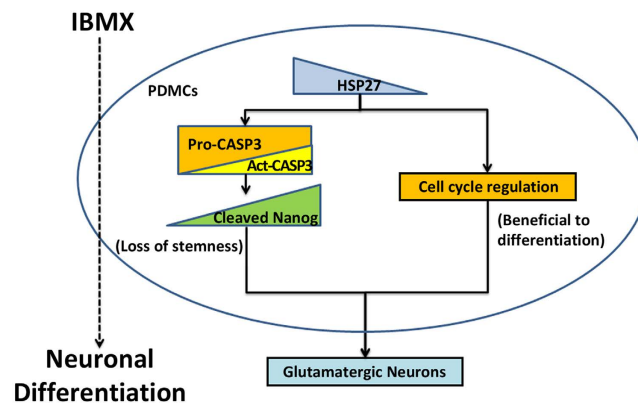 IBMX
PDMCs
HSP27
Pro-CASP3
Act-CASP3
Cleaved Nanog
(Loss of stemness)
Cell cycle regulation
(Beneficial to
differentiation)
Neuronal
Differentiation
Glutamatergic Neurons